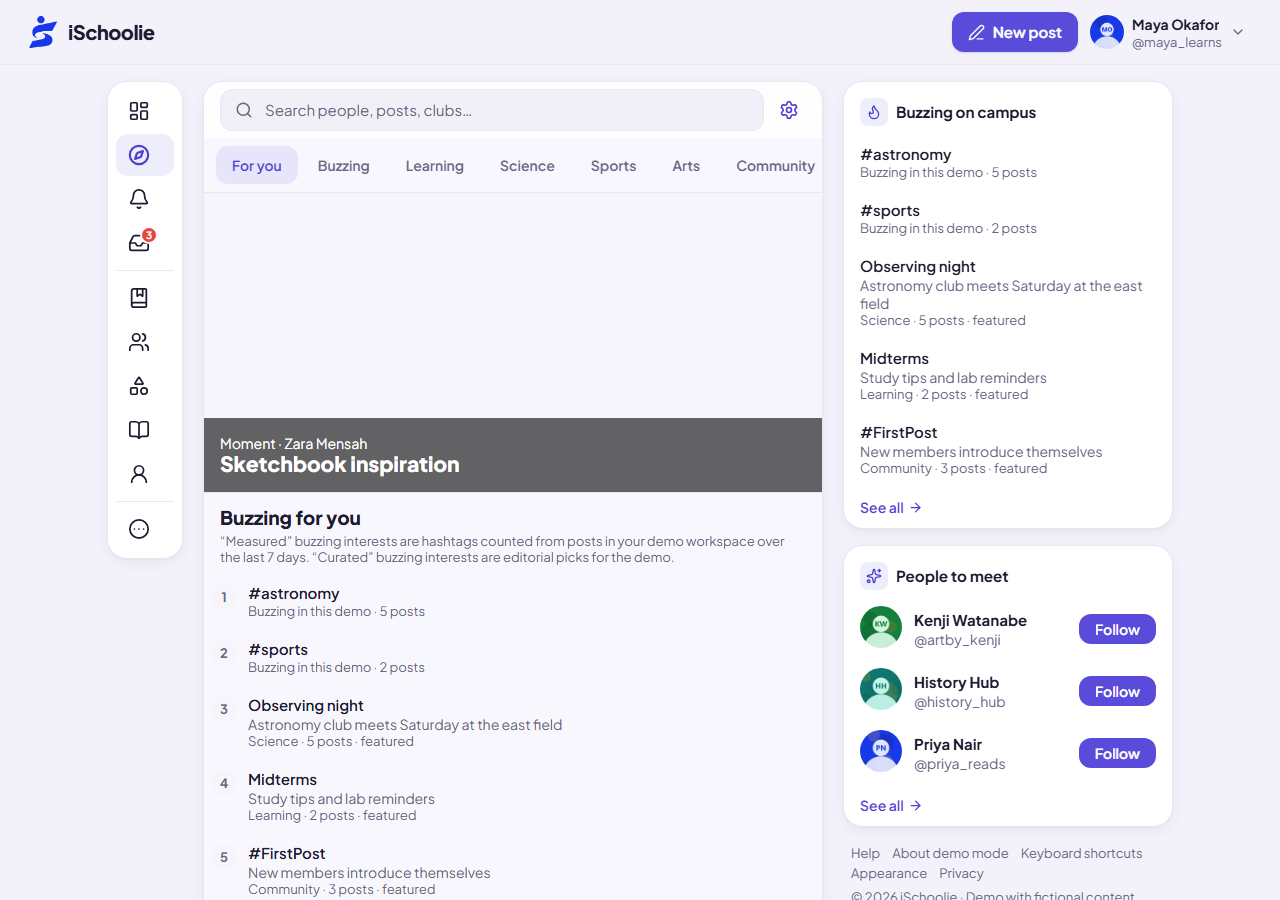 iSchoolie
New post
MO
Maya Okafor
@maya_learns
3
Search people, posts, clubs...
For you
Buzzing
Learning
Science
Sports
Arts
Community
Moment · Zara Mensah
Sketchbook inspiration
Buzzing for you
“Measured” buzzing interests are hashtags counted from posts in your demo workspace over
the last 7 days. “Curated” buzzing interests are editorial picks for the demo.
1
#astronomy
Buzzing in this demo · 5 posts
2
#sports
Buzzing in this demo · 2 posts
3
Observing night
Astronomy club meets Saturday at the east field
Science · 5 posts · featured
4
Midterms
Study tips and lab reminders
Learning · 2 posts · featured
5
#FirstPost
New members introduce themselves
Community · 3 posts · featured
Buzzing on campus
#astronomy
Buzzing in this demo · 5 posts
#sports
Buzzing in this demo · 2 posts
Observing night
Astronomy club meets Saturday at the east
field
Science · 5 posts · featured
Midterms
Study tips and lab reminders
Learning · 2 posts · featured
#FirstPost
New members introduce themselves
Community · 3 posts · featured
See all →
People to meet
KW
Kenji Watanabe
@artby_kenji
Follow
HH
History Hub
@history_hub
Follow
PN
Priya Nair
@priya_reads
Follow
See all →
Help
About demo mode
Keyboard shortcuts
Appearance
Privacy
© 2026 iSchoolie · Demo with fictional content